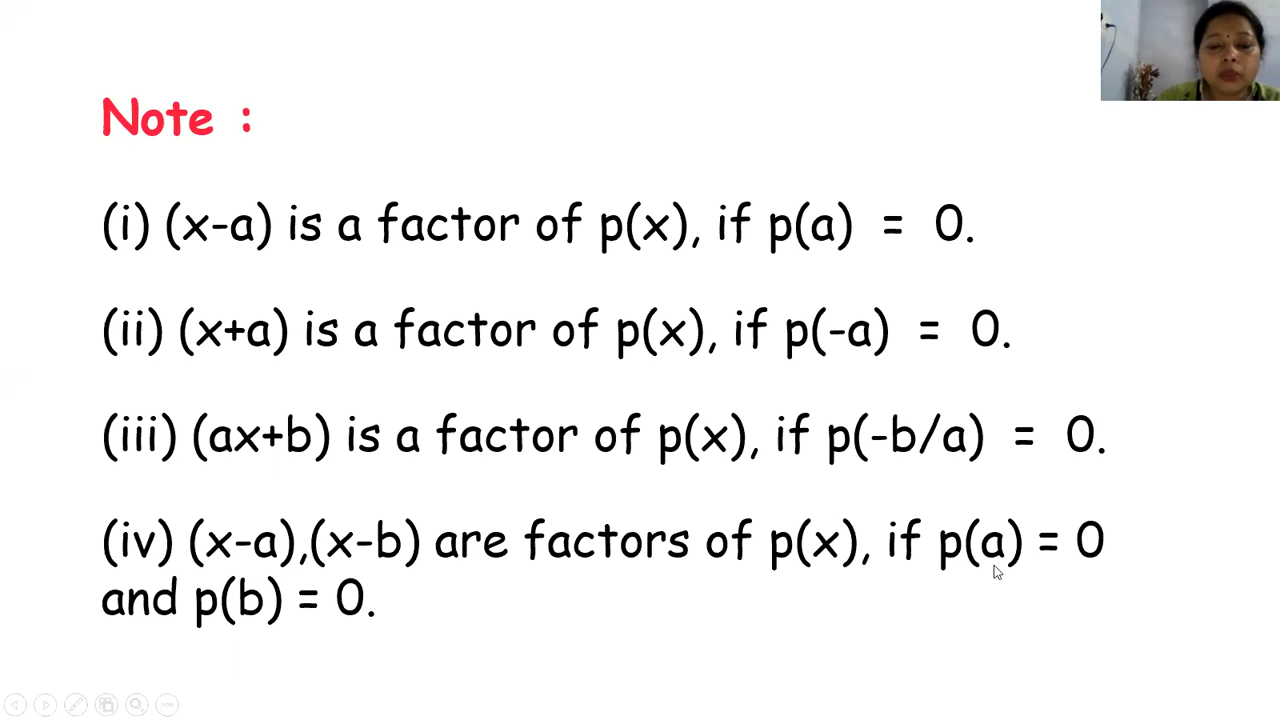 Note :
(i) (x-a) is a factor of p(x), if p(a) = 0.
(ii) (x+a) is a factor of p(x), if p(-a) = 0.
(iii) (ax+b) is a factor of p(x), if p(-b/a) = 0.
(iv) (x-a),(x-b) are factors of p(x), if p(a) = 0
and p(b) = 0.